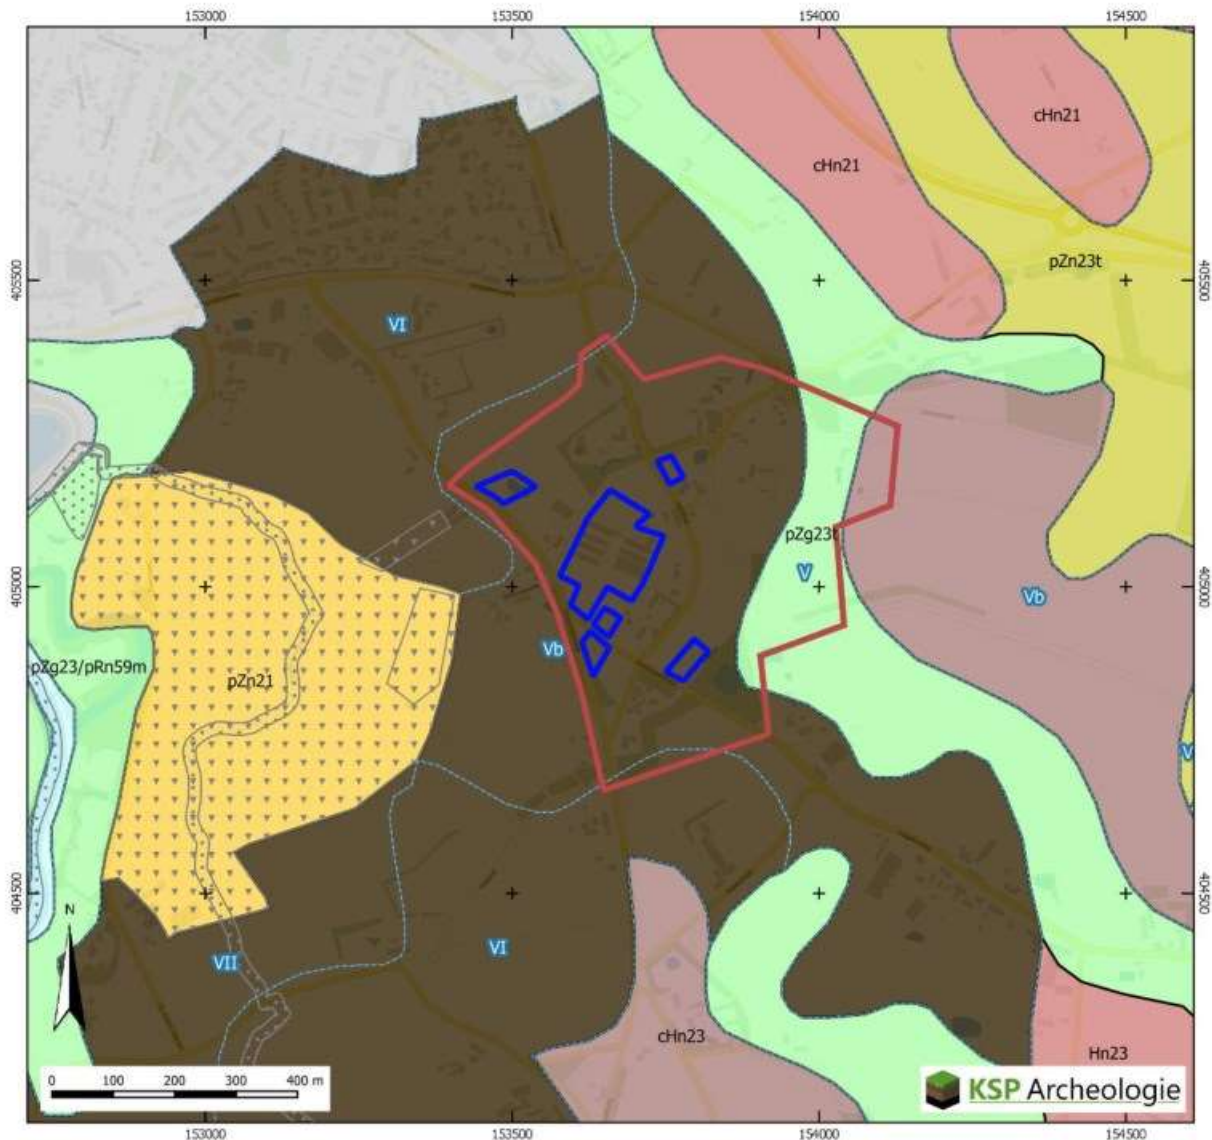 153000 153500 154000 154500
cHn21
cHn21
pZn23t
405500
405500
VI
pZg23t
V
405000
405000
Vb
Vb
pZg23/pRn59m
pZn21
V
404500
404500
N
VI
VII
cHn23
Hn23
0 100 200 300 400 m
KSP Archeologie
153000 153500 154000 154500